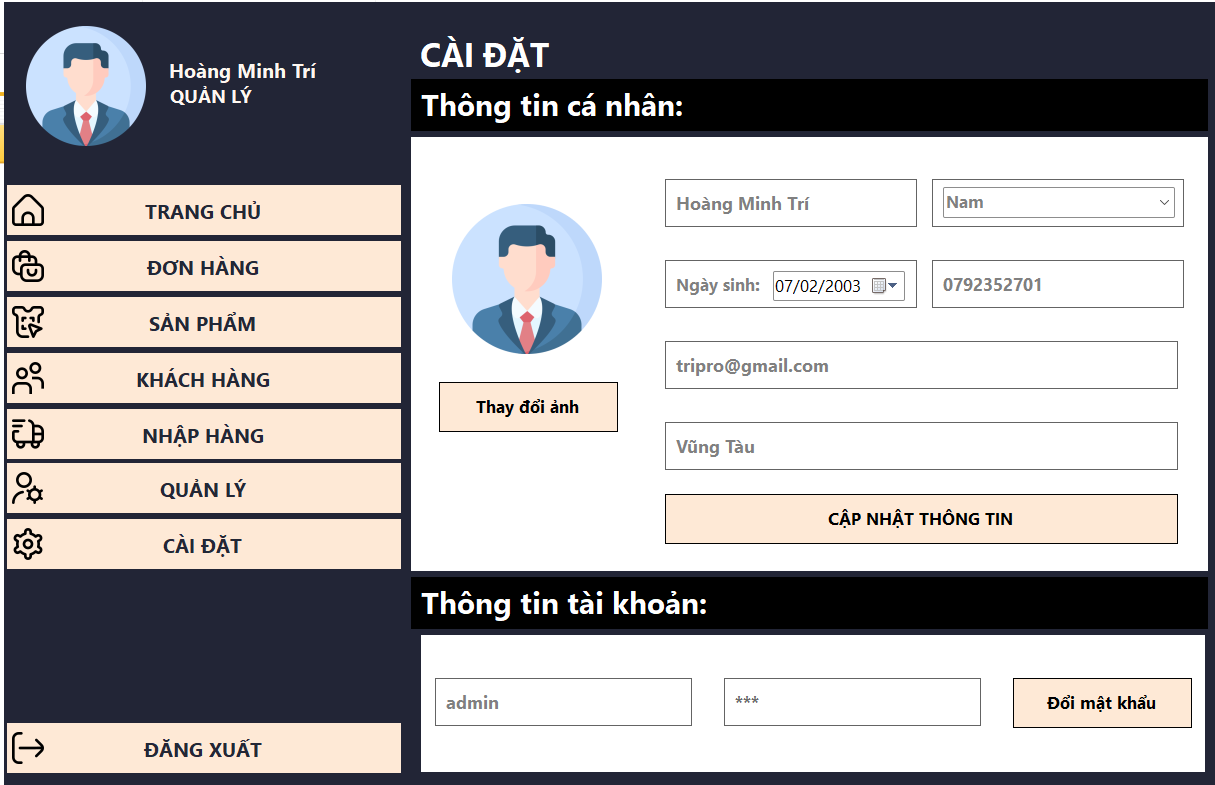 Hoàng Minh Trí
QUẢN LÝ
TRANG CHỦ
ĐƠN HÀNG
SẢN PHẨM
KHÁCH HÀNG
NHẬP HÀNG
QUẢN LÝ
CÀI ĐẶT
ĐĂNG XUẤT
CÀI ĐẶT
Thông tin cá nhân:
Thay đổi ảnh
Hoàng Minh Trí
Nam
Ngày sinh: 07/02/2003
0792352701
tripro@gmail.com
Vũng Tàu
CẬP NHẬT THÔNG TIN
Thông tin tài khoản:
admin
***
Đổi mật khẩu